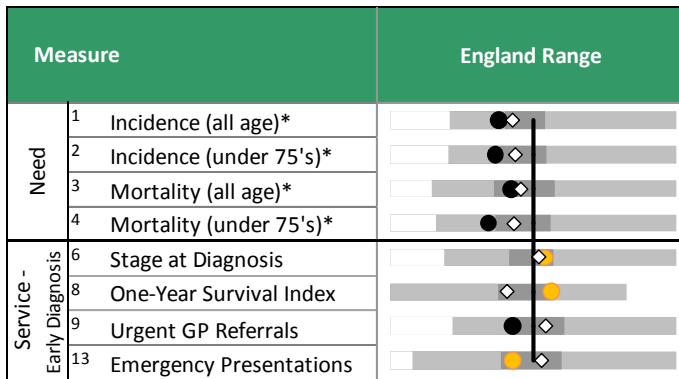 Measure England Range
Need
1 Incidence (all age)*
2 Incidence (under 75's)*
3 Mortality (all age)*
4 Mortality (under 75's)*
Service -
Early Diagnosis
6 Stage at Diagnosis
8 One-Year Survival Index
9 Urgent GP Referrals
13 Emergency Presentations